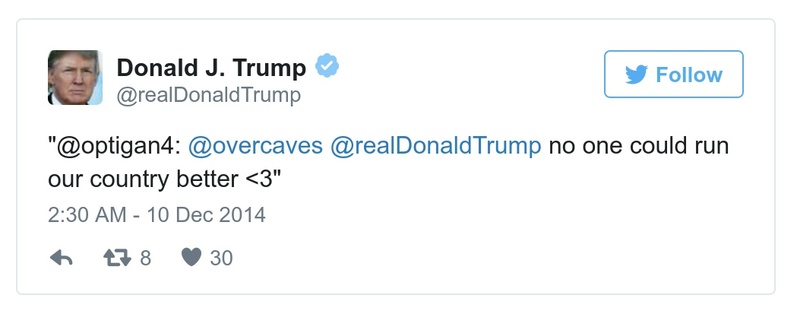 Donald J. Trump
@realDonaldTrump
Follow
"@optigan4: @overcaves @realDonaldTrump no one could run
our country better <3"
2:30 AM - 10 Dec 2014
8 30